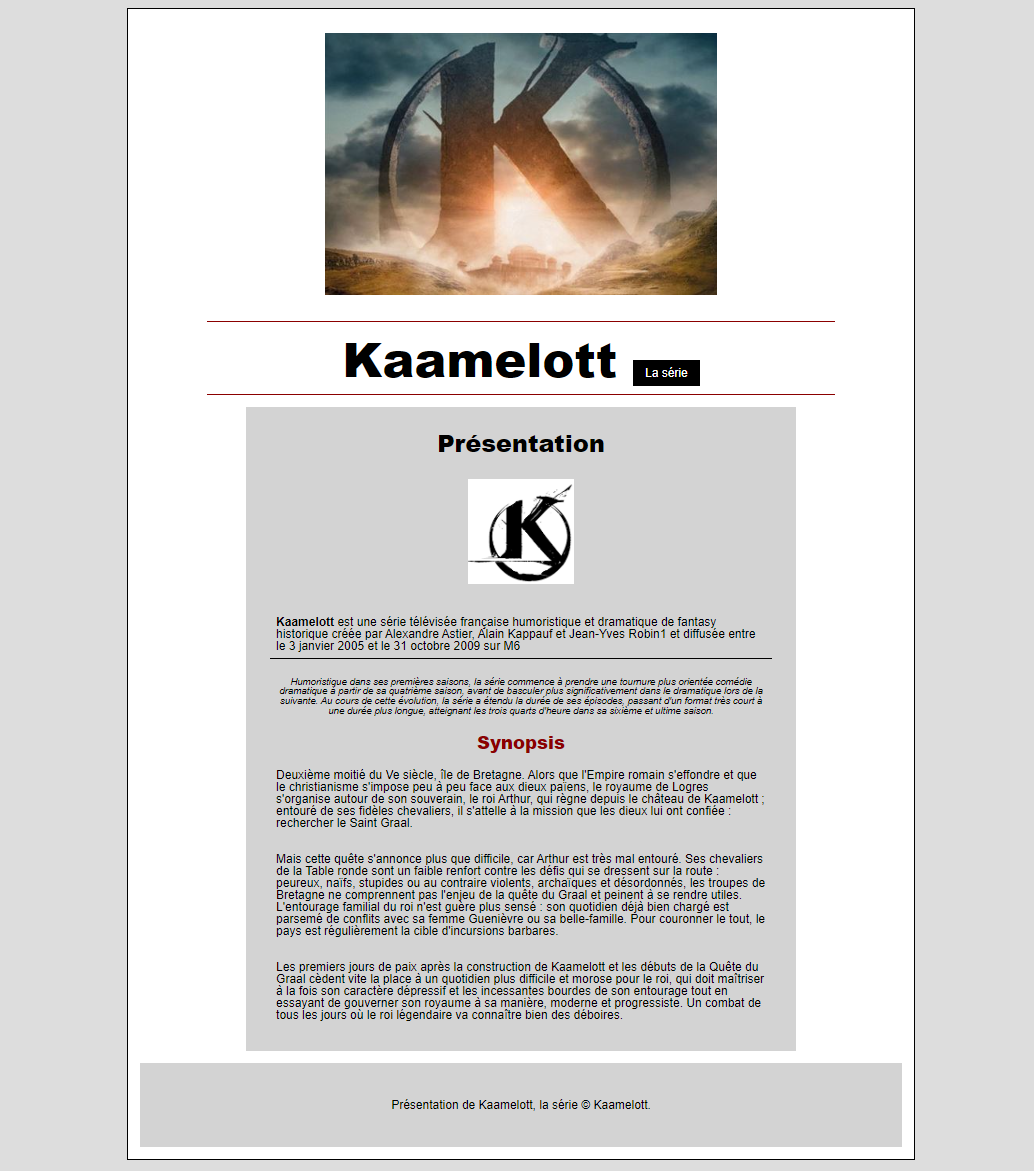 K
Kaamelott La série
Présentation
K
Kaamelott est une série télévisée française humoristique et dramatique de fantasy
historique créée par Alexandre Astier, Alain Kappauf et Jean-Yves Robin1 et diffusée entre
le 3 janvier 2005 et le 31 octobre 2009 sur M6
Humoristique dans ses premières saisons, la série commence à prendre une tournure plus orientée comédie
dramatique à partir de sa quatrième saison, avant de basculer plus significativement dans le dramatique lors de la
suivante. Au cours de cette évolution, la série a étendu la durée de ses épisodes, passant d'un format très court à
une durée plus longue, atteignant les trois quarts d'heure dans sa sixième et ultime saison.
Synopsis
Deuxième moitié du Ve siècle, île de Bretagne. Alors que l'Empire romain s'effondre et que
le christianisme s'impose peu à peu face aux dieux païens, le royaume de Logres
s'organise autour de son souverain, le roi Arthur, qui règne depuis le château de Kaamelott ;
entouré de ses fidèles chevaliers, il s'attelle à la mission que les dieux lui ont confiée :
rechercher le Saint Graal.
Mais cette quête s'annonce plus que difficile, car Arthur est très mal entouré. Ses chevaliers
de la Table ronde sont un faible renfort contre les défis qui se dressent sur la route :
peureux, naïfs, stupides ou au contraire violents, archaïques et désordonnés, les troupes de
Bretagne ne comprennent pas l'enjeu de la quête du Graal et peinent à se rendre utiles.
L'entourage familial du roi n'est guère plus sensé : son quotidien déjà bien chargé est
parsemé de conflits avec sa femme Guenièvre ou sa belle-famille. Pour couronner le tout, le
pays est régulièrement la cible d'incursions barbares.
Les premiers jours de paix après la construction de Kaamelott et les débuts de la Quête du
Graal cèdent vite la place à un quotidien plus difficile et morose pour le roi, qui doit maîtriser
à la fois son caractère dépressif et les incessantes bourdes de son entourage tout en
essayant de gouverner son royaume à sa manière, moderne et progressiste. Un combat de
tous les jours où le roi légendaire va connaître bien des déboires.
Présentation de Kaamelott, la série © Kaamelott.